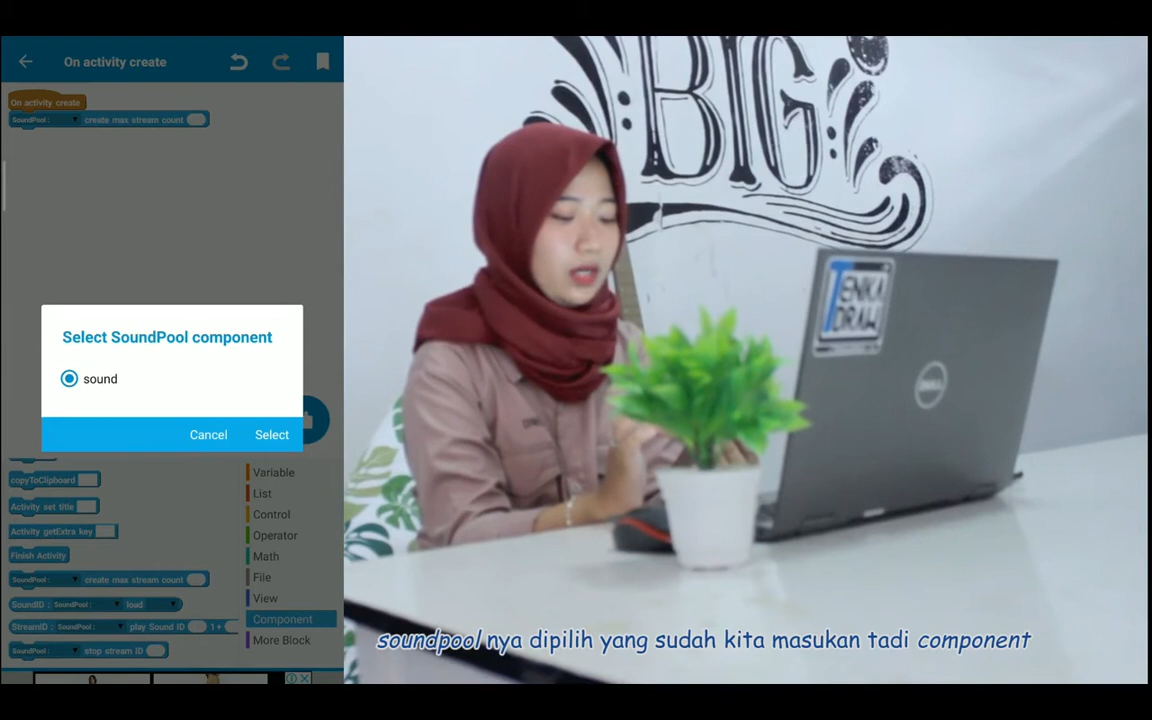 On activity create
On activity create
SoundPool : create max stream count
Select SoundPool component
sound
Cancel
Select
copyToClipboard
Activity set title
Activity getExtra key
Finish Activity
SoundPool : create max stream count
SoundID : SoundPool : load
StreamID : SoundPool : play Sound ID 1 +
SoundPool : stop stream ID
Variable
List
Control
Operator
Math
File
View
Component
More Block
BIG
TENKA
DRAW
DELL
soundpool nya dipilih yang sudah kita masukan tadi component